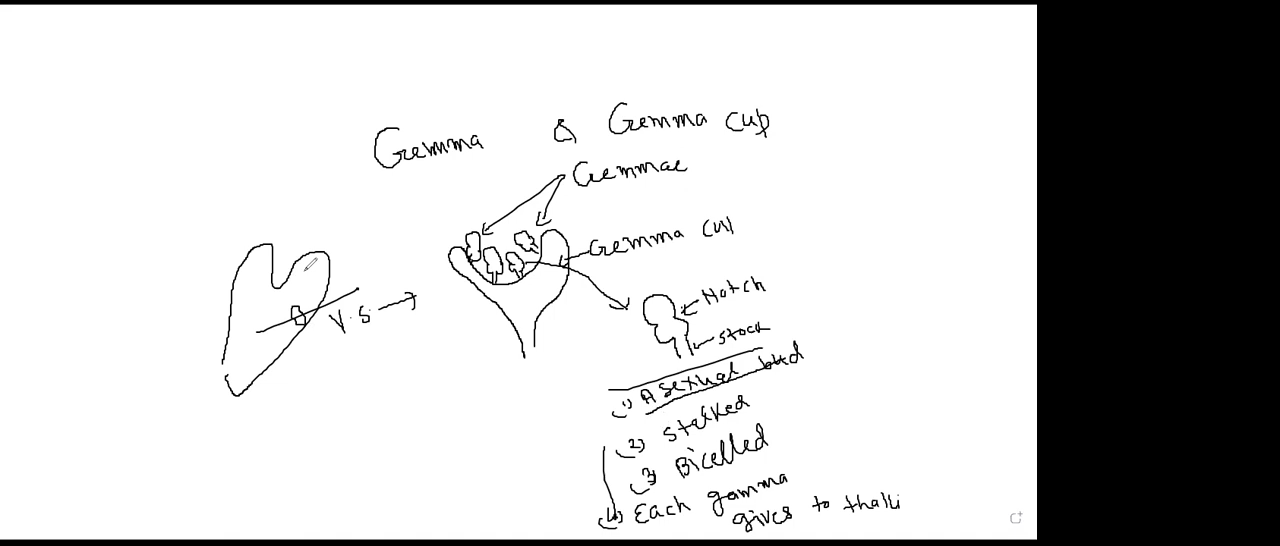 Gemma & Gemma cup
Gemmae
Gemma cup
V.S.
Notch
Stock
1) Asexual bud
2) Stalked
3) Bicelled
4) Each gamma
gives to thalli